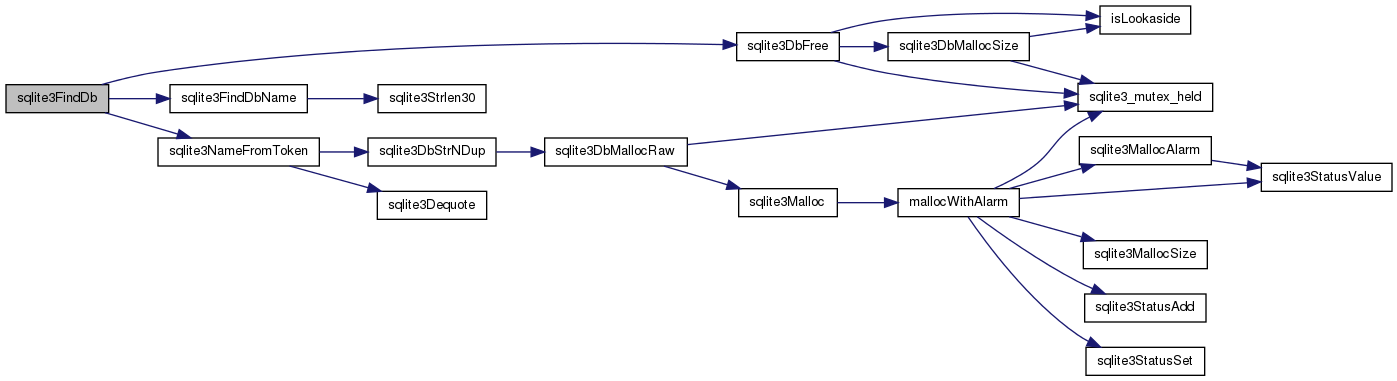 isLookaside
sqlite3DbFree
sqlite3DbMallocSize
sqlite3FindDb
sqlite3FindDbName
sqlite3Strlen30
sqlite3_mutex_held
sqlite3NameFromToken
sqlite3DbStrNDup
sqlite3DbMallocRaw
sqlite3MallocAlarm
sqlite3StatusValue
sqlite3Dequote
sqlite3Malloc
mallocWithAlarm
sqlite3MallocSize
sqlite3StatusAdd
sqlite3StatusSet